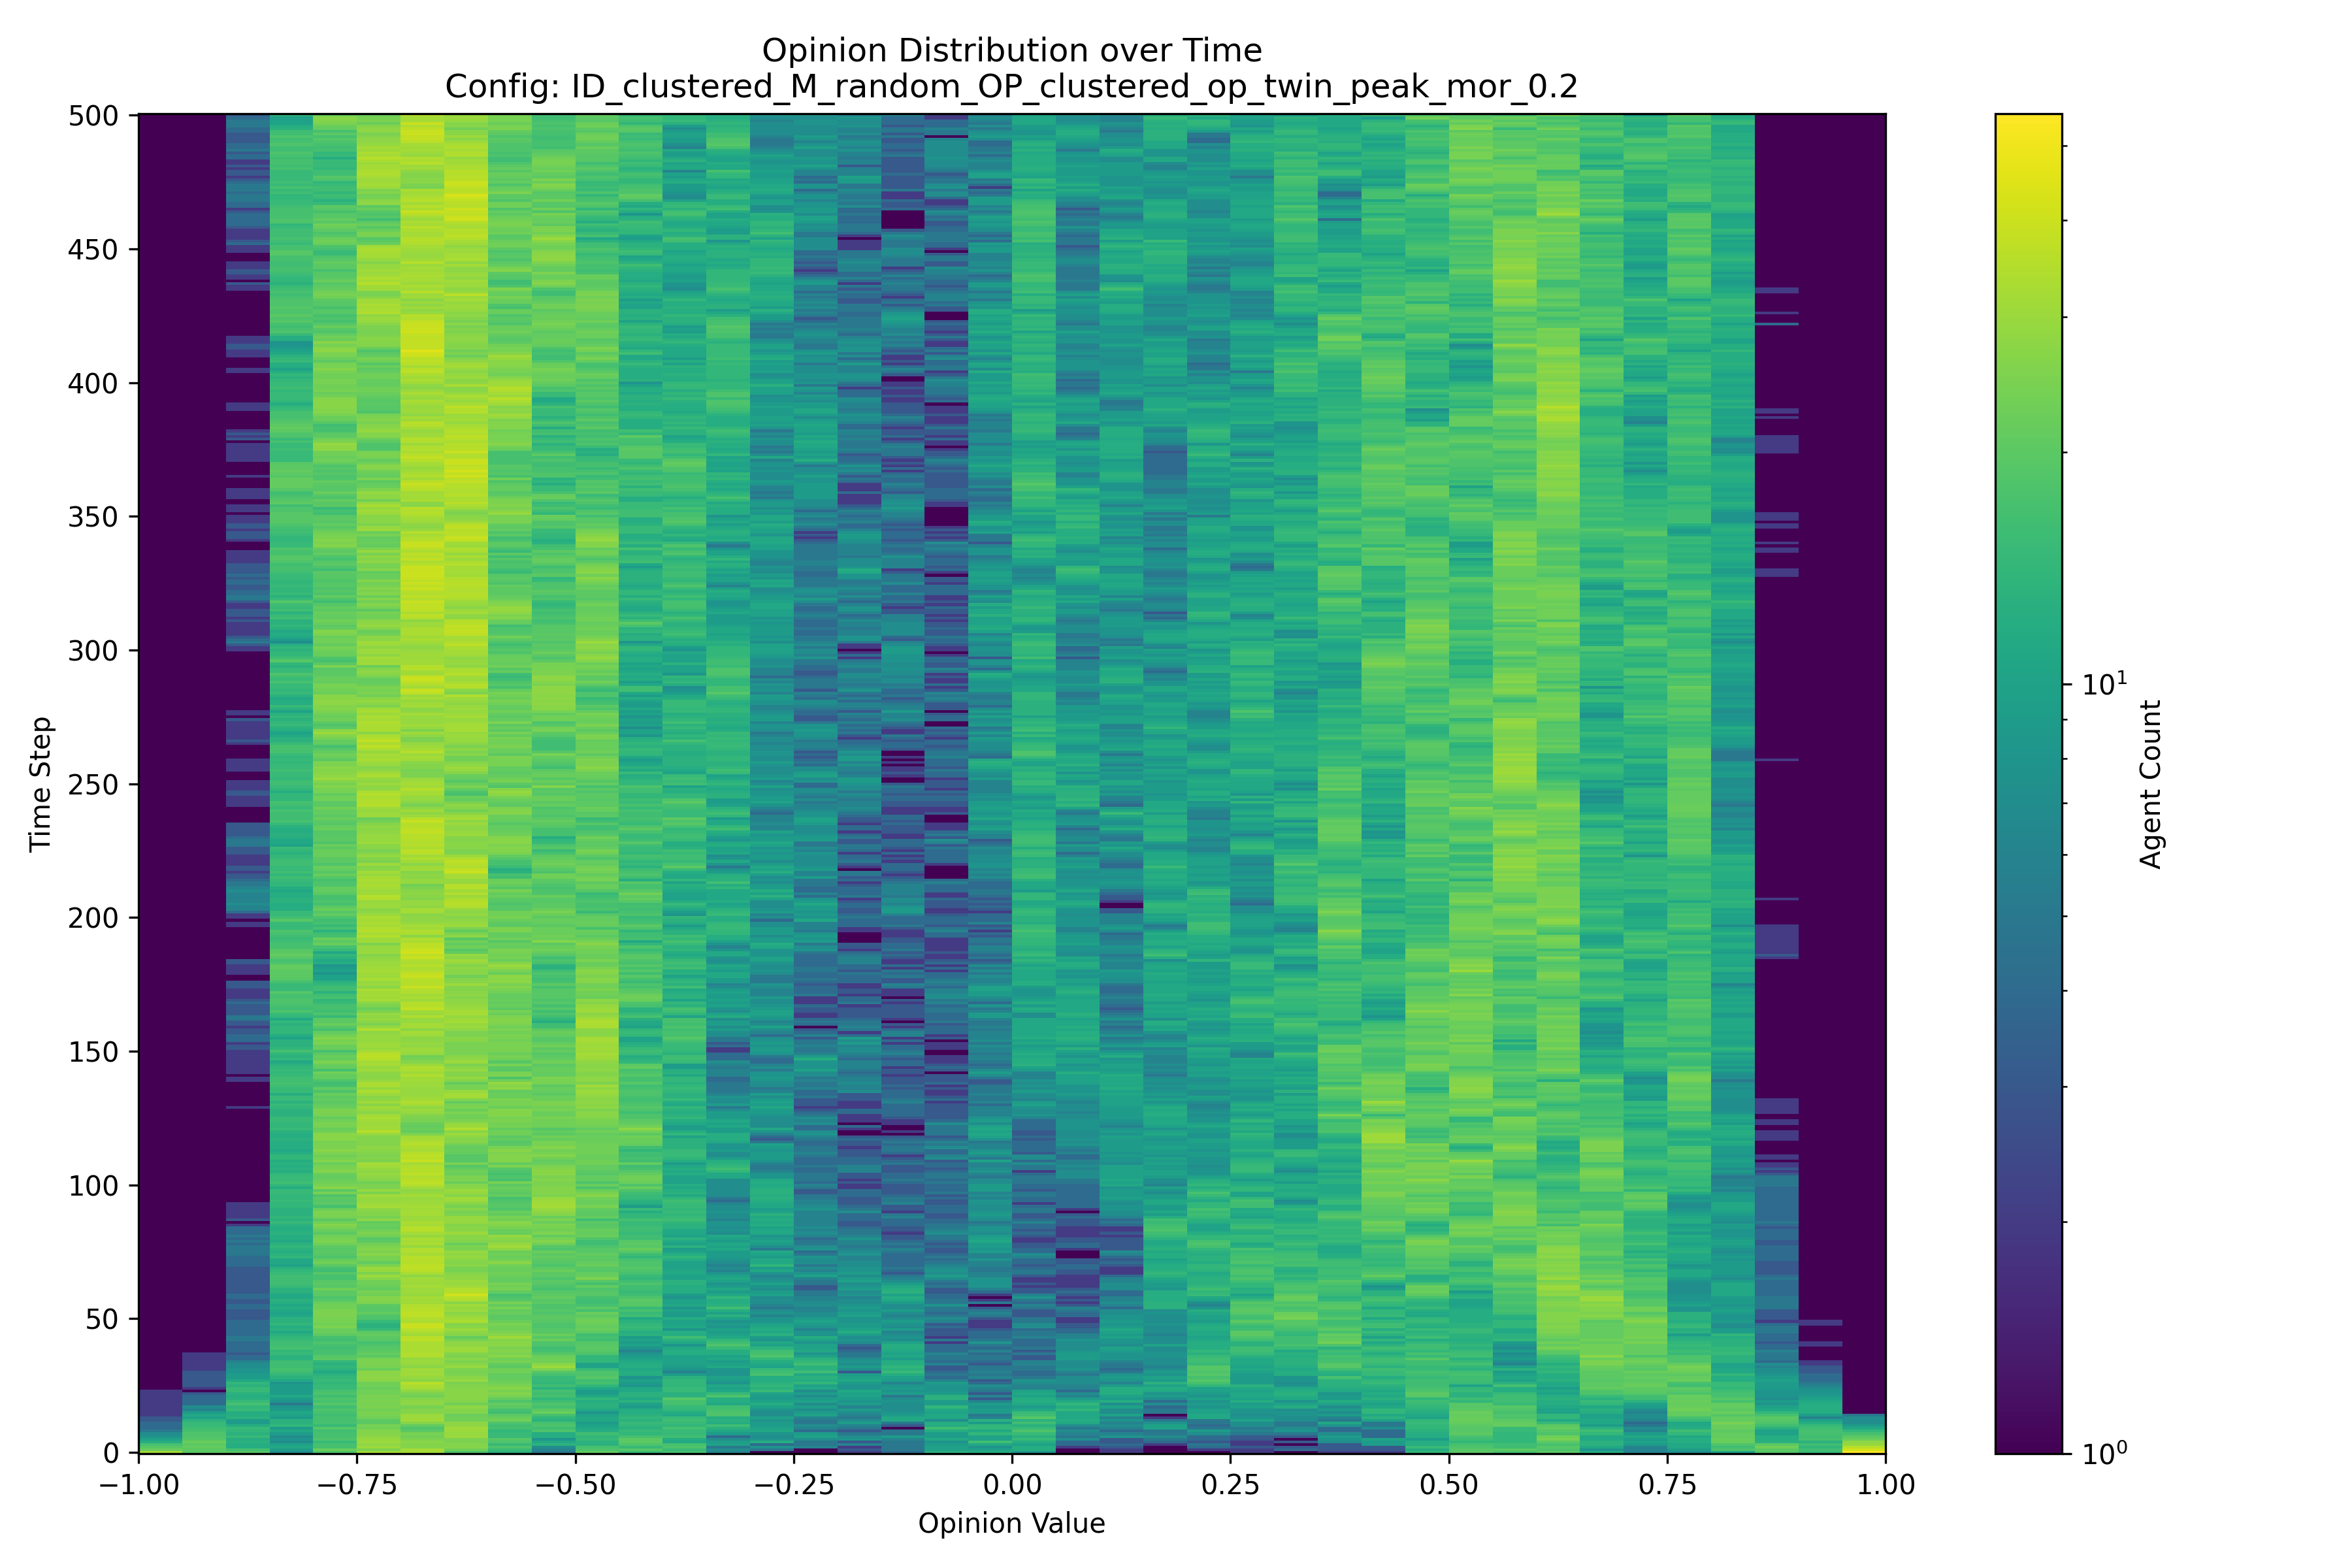 Opinion Distribution over Time
Config: ID_clustered_M_random_OP_clustered_op_twin_peak_mor_0.2
500
450
400
350
300
250
200
150
100
50
0
Time Step
−1.00 −0.75 −0.50 −0.25 0.00 0.25 0.50 0.75 1.00
Opinion Value
10¹
10⁰
Agent Count